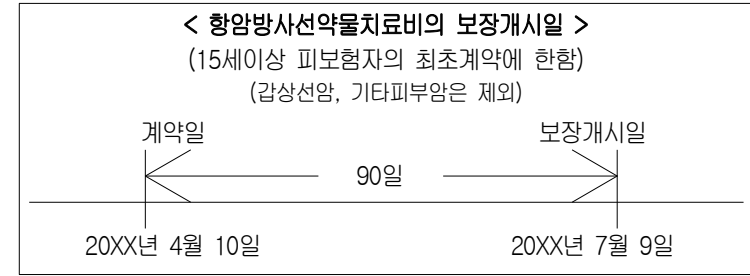 < 항암방사선약물치료비의 보장개시일 >
(15세이상 피보험자의 최초계약에 한함)
(갑상선암, 기타피부암은 제외)
계약일 보장개시일
90일
20XX년 4월 10일 20XX년 7월 9일